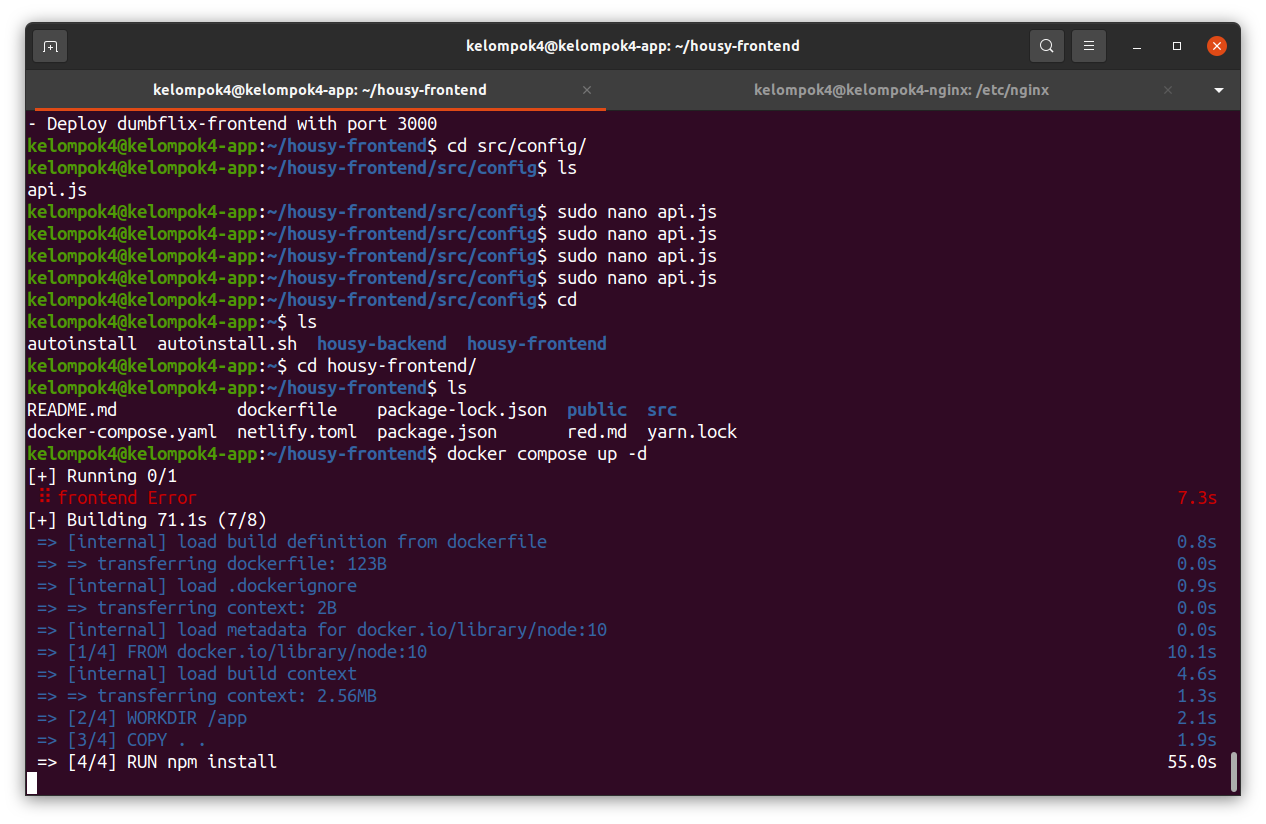 kelompok4@kelompok4-app: ~/housy-frontend
kelompok4@kelompok4-app: ~/housy-frontend × kelompok4@kelompok4-nginx: /etc/nginx ×
- Deploy dumbflix-frontend with port 3000
kelompok4@kelompok4-app:~/housy-frontend$ cd src/config/
kelompok4@kelompok4-app:~/housy-frontend/src/config$ ls
api.js
kelompok4@kelompok4-app:~/housy-frontend/src/config$ sudo nano api.js
kelompok4@kelompok4-app:~/housy-frontend/src/config$ sudo nano api.js
kelompok4@kelompok4-app:~/housy-frontend/src/config$ sudo nano api.js
kelompok4@kelompok4-app:~/housy-frontend/src/config$ sudo nano api.js
kelompok4@kelompok4-app:~/housy-frontend/src/config$ cd
kelompok4@kelompok4-app:~$ ls
autoinstall  autoinstall.sh  housy-backend  housy-frontend
kelompok4@kelompok4-app:~$ cd housy-frontend/
kelompok4@kelompok4-app:~/housy-frontend$ ls
README.md            dockerfile    package-lock.json  public  src
docker-compose.yaml  netlify.toml  package.json       red.md  yarn.lock
kelompok4@kelompok4-app:~/housy-frontend$ docker compose up -d
[+] Running 0/1
⠿ frontend Error 7.3s
[+] Building 71.1s (7/8)
=> [internal] load build definition from dockerfile 0.8s
=> => transferring dockerfile: 123B 0.0s
=> [internal] load .dockerignore 0.9s
=> => transferring context: 2B 0.0s
=> [internal] load metadata for docker.io/library/node:10 0.0s
=> [1/4] FROM docker.io/library/node:10 10.1s
=> [internal] load build context 4.6s
=> => transferring context: 2.56MB 1.3s
=> [2/4] WORKDIR /app 2.1s
=> [3/4] COPY . . 1.9s
=> [4/4] RUN npm install 55.0s